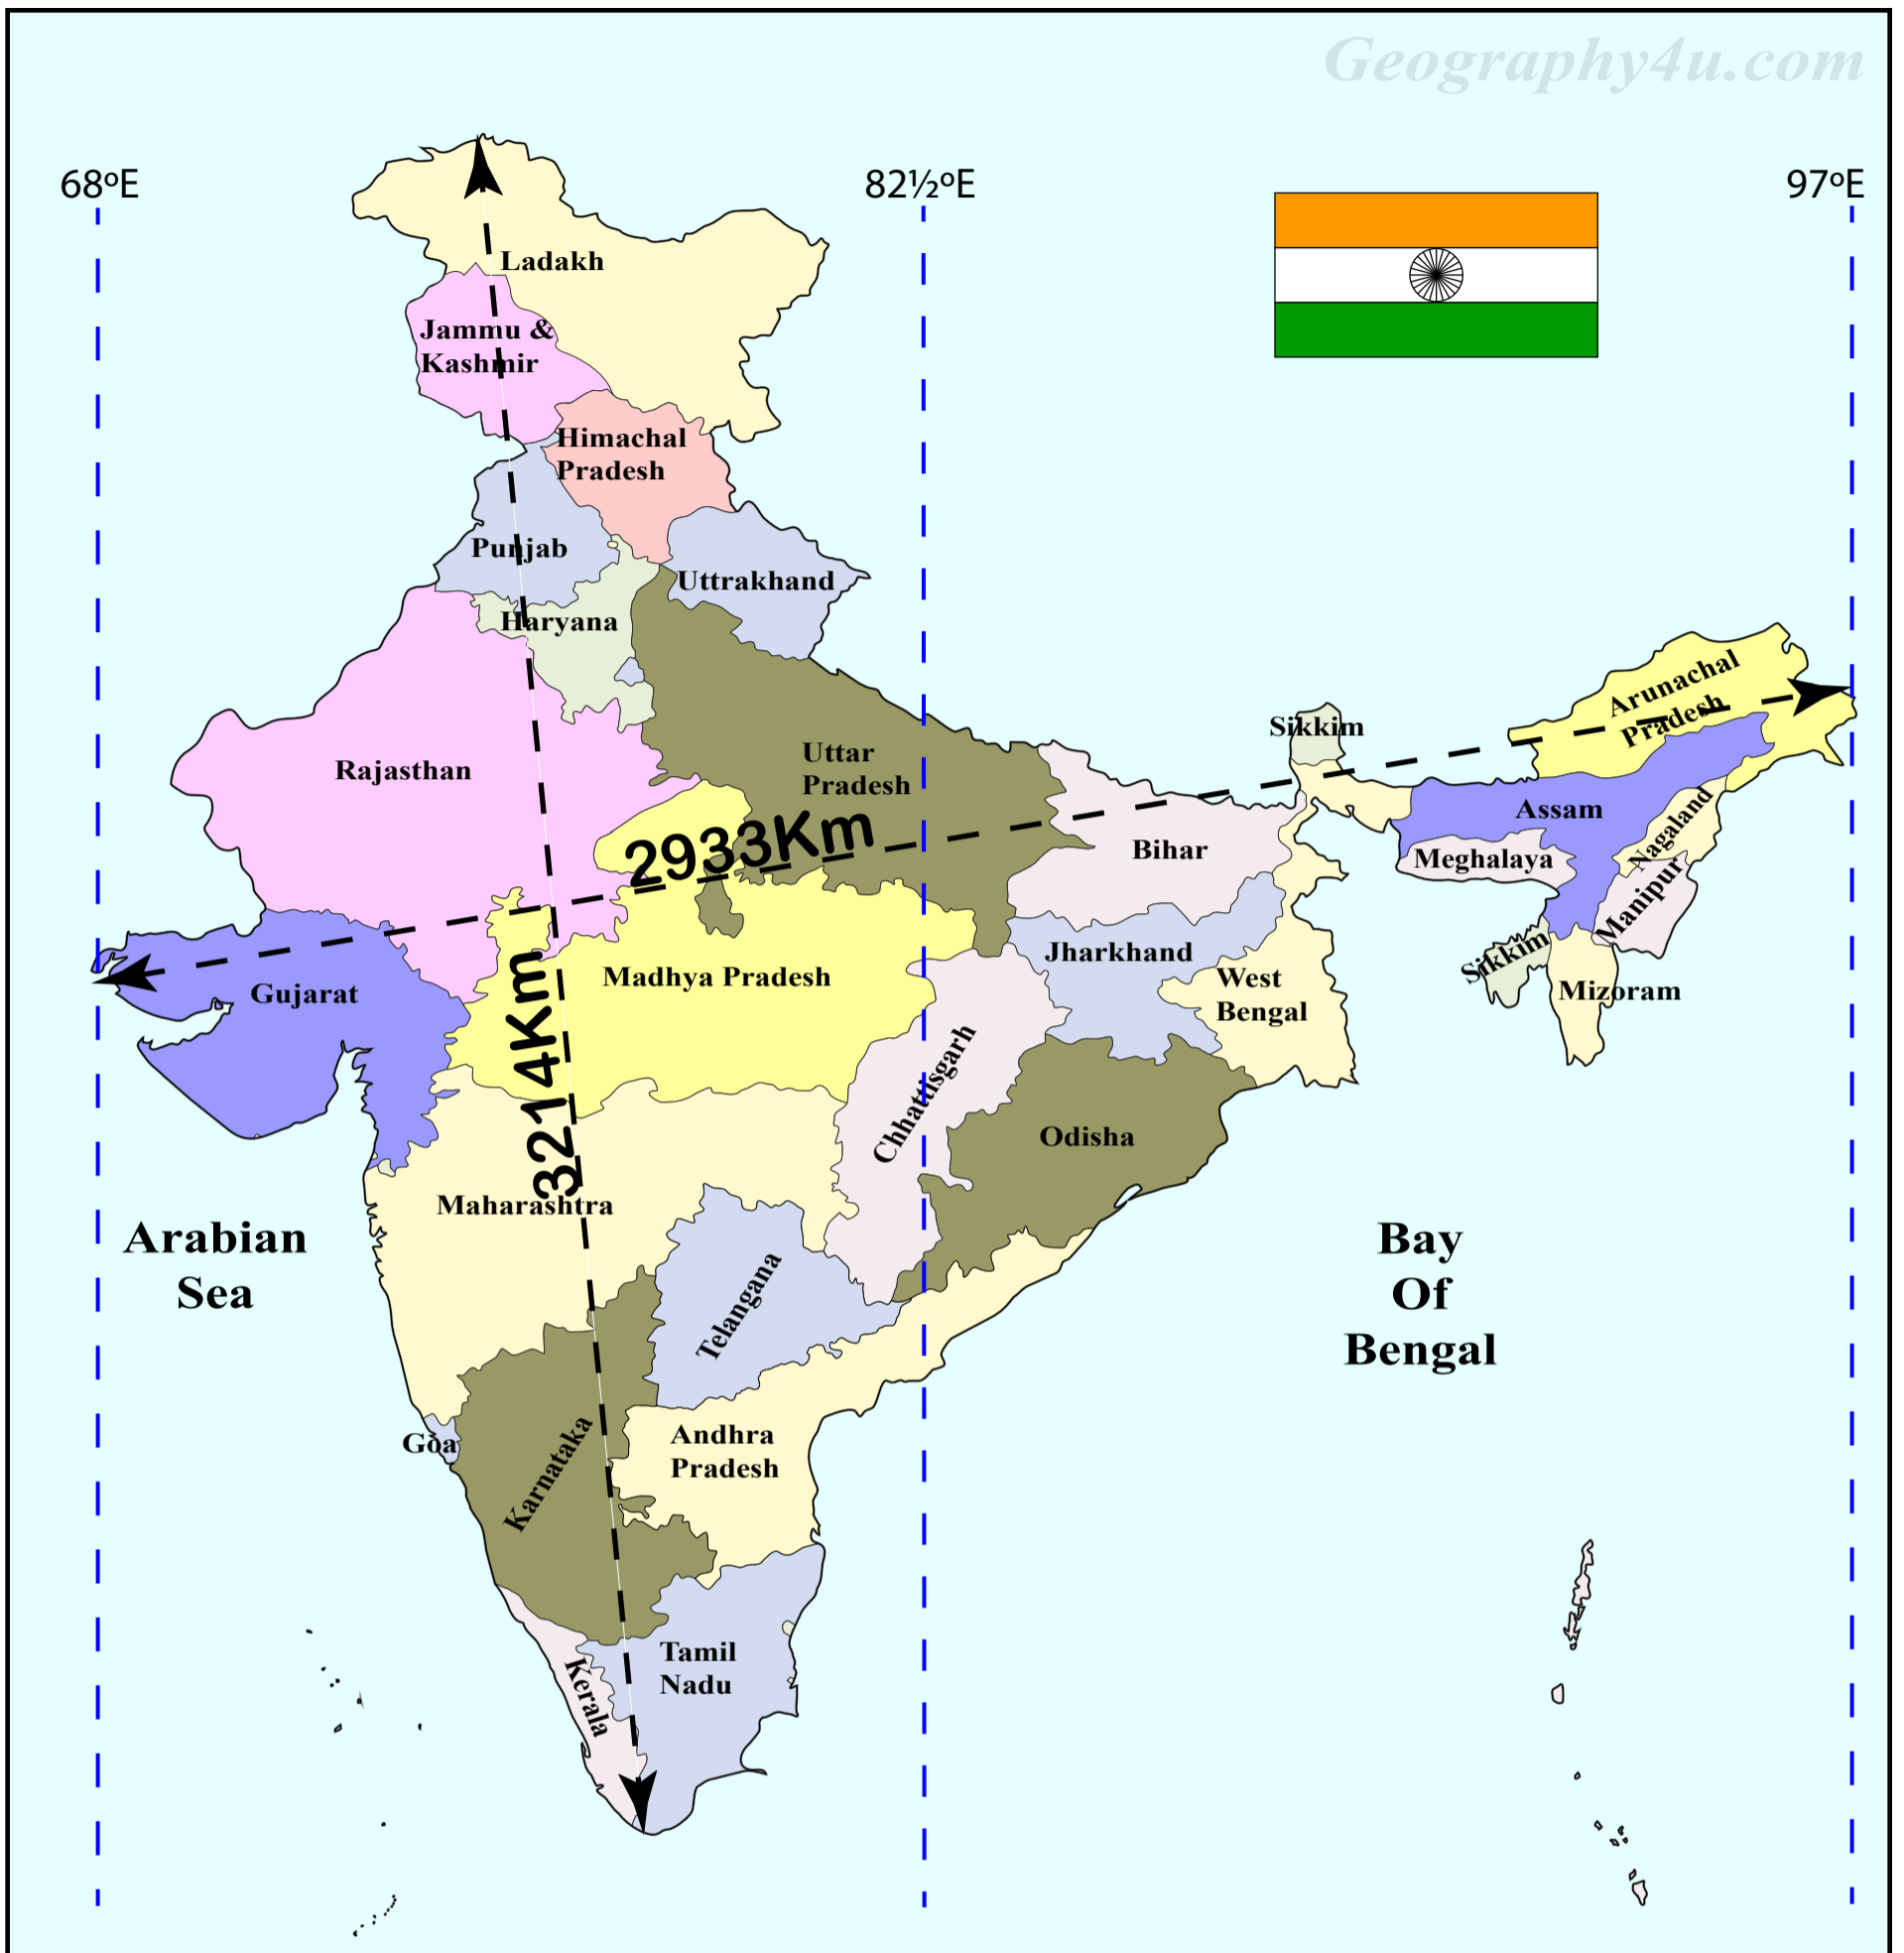 Geography4u.com
68ºE
82½ºE
97ºE
Ladakh
Jammu &
Kashmir
Himachal
Pradesh
Punjab
Uttrakhand
Haryana
Arunachal
Pradesh
Sikkim
Rajasthan
Uttar
Pradesh
2933Km
Assam
Nagaland
Bihar
Meghalaya
Manipur
Jharkhand
Sikkim
Gujarat
Madhya Pradesh
West
Bengal
Mizoram
3214Km
Chhattisgarh
Odisha
Maharashtra
Arabian
Sea
Bay
Of
Bengal
Telangana
Goa
Karnataka
Andhra
Pradesh
Tamil
Nadu
Kerala